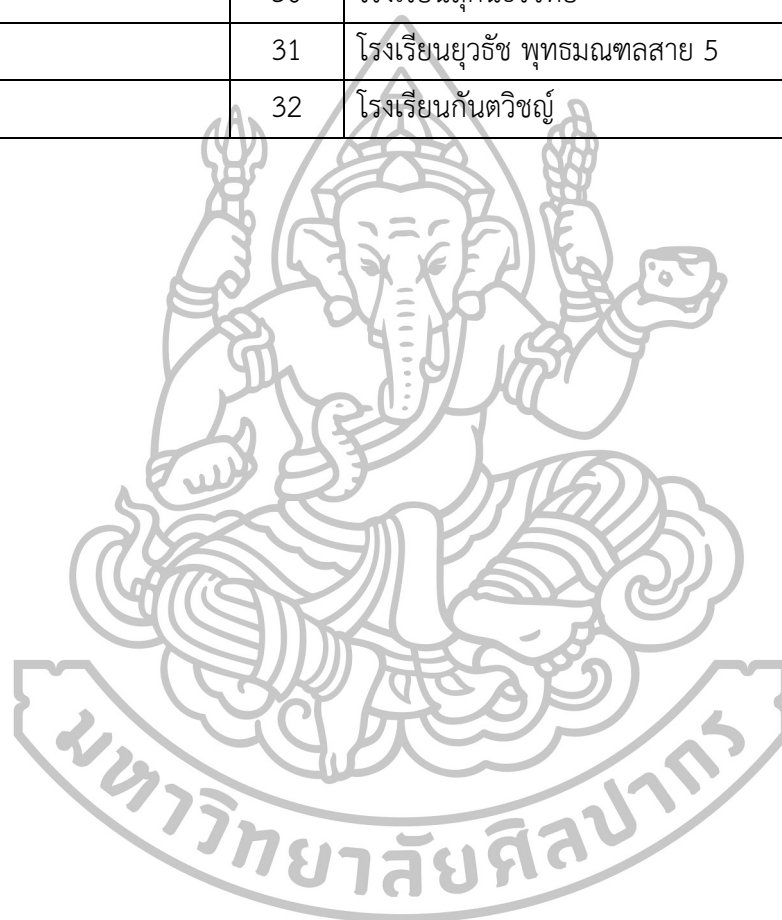 31 โรงเรียนยุวธัช พุทธมณฑลสาย 5
32 โรงเรียนกันตวิชญ์
มหาวิทยาลัยศิลปากร